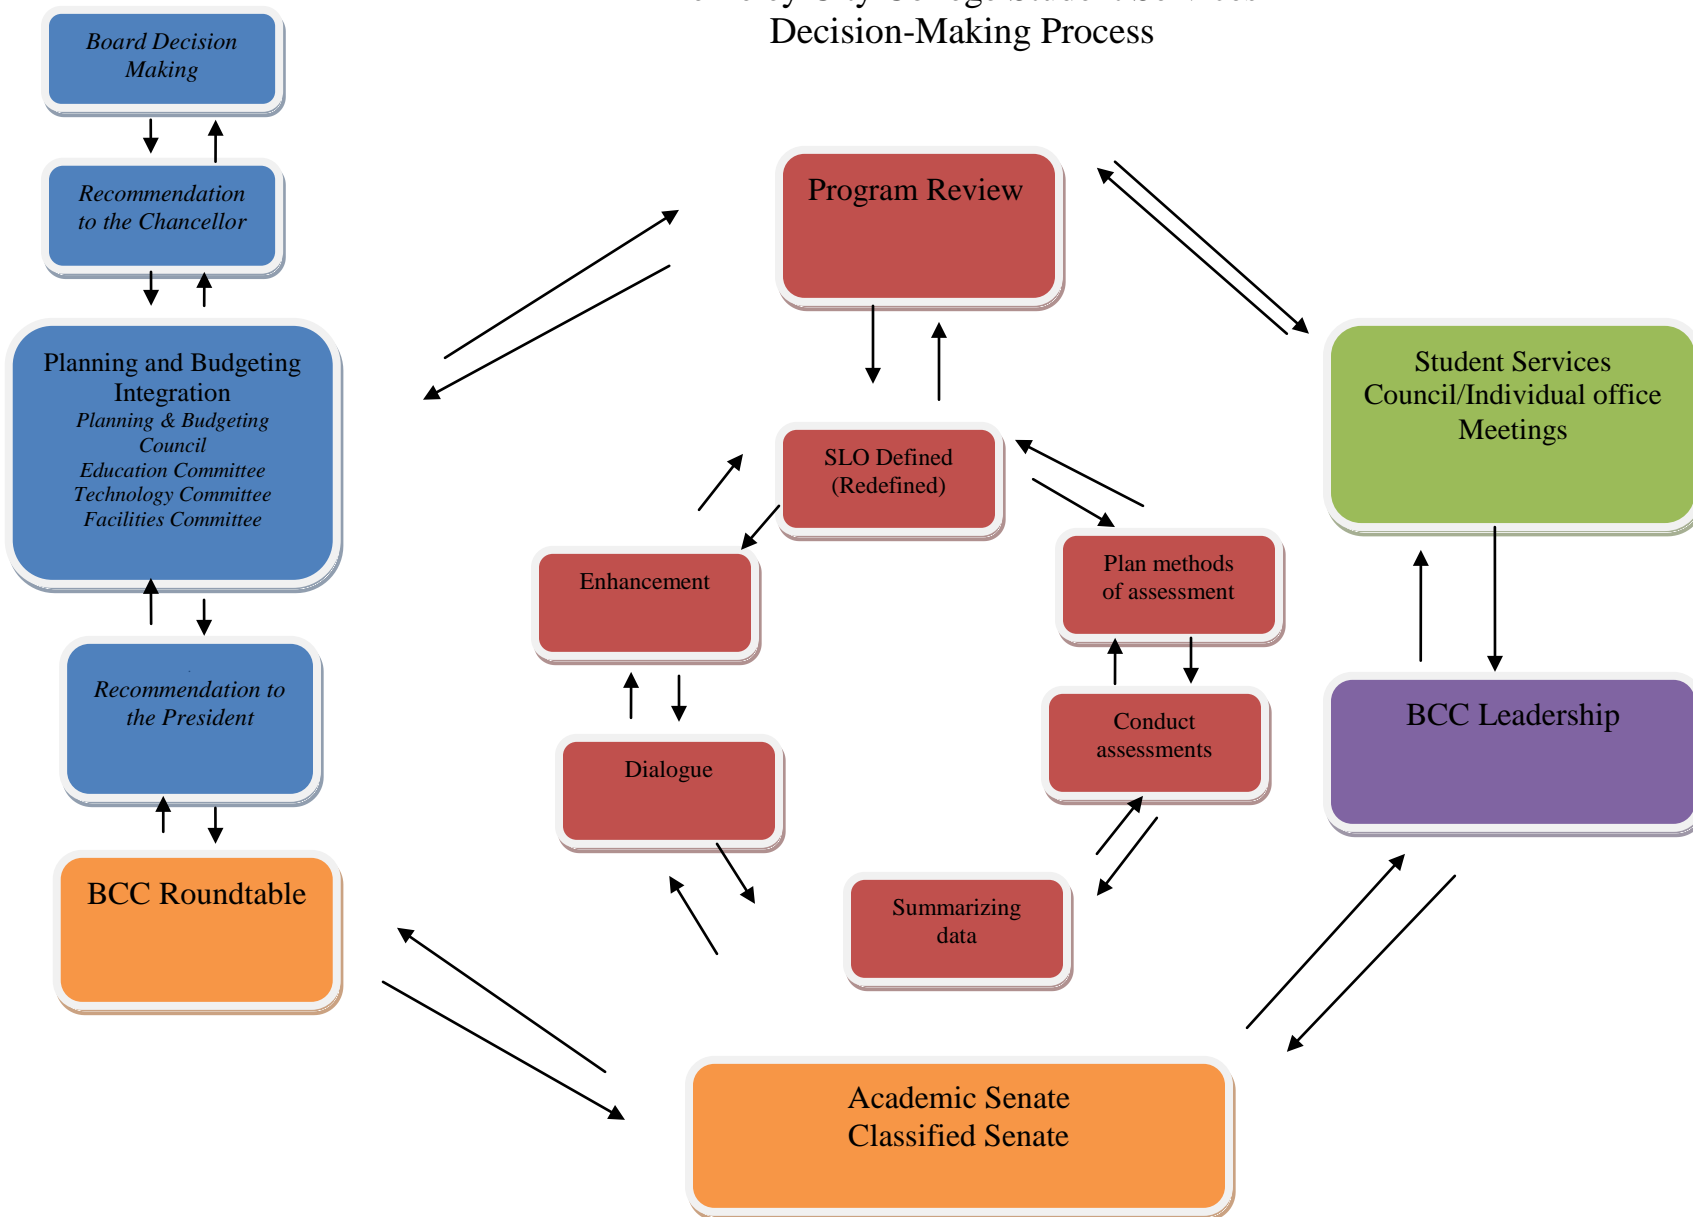 Decision-Making Process
Board Decision
Making
Recommendation
to the Chancellor
Planning and Budgeting
Integration
Planning & Budgeting
Council
Education Committee
Technology Committee
Facilities Committee
.
Recommendation to
the President
BCC Roundtable
Program Review
SLO Defined
(Redefined)
Enhancement
Dialogue
Plan methods
of assessment
Conduct
assessments
Summarizing
data
Student Services
Council/Individual office
Meetings
BCC Leadership
Academic Senate
Classified Senate